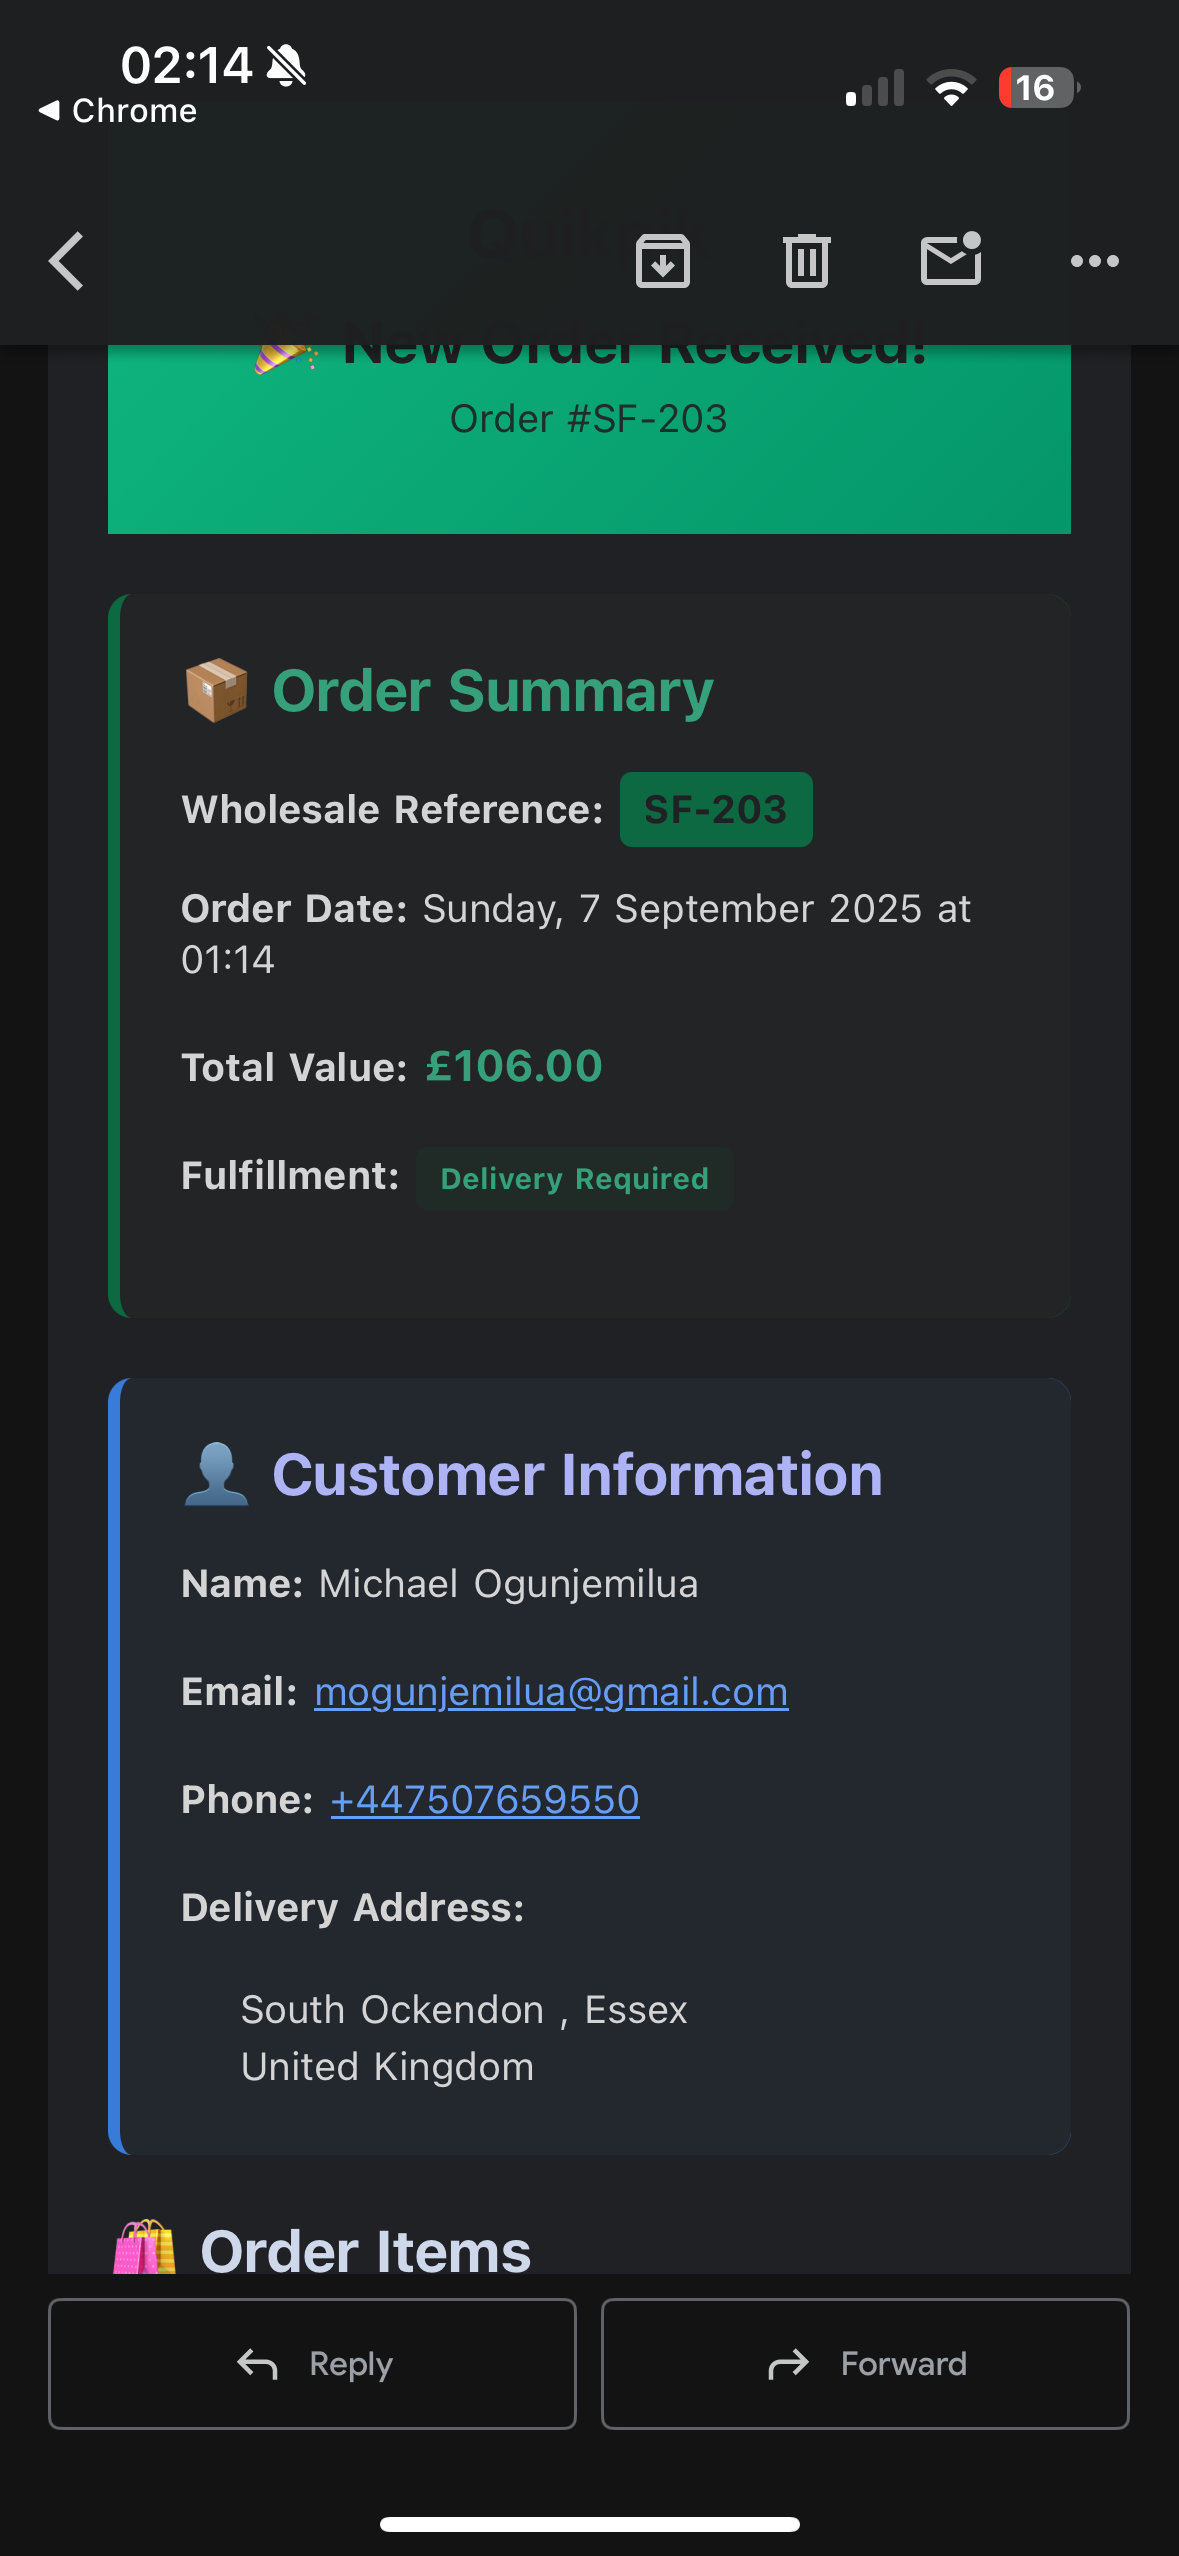 02:14
◀ Chrome
16
🎉 New Order Received!
Order #SF-203
📦 Order Summary
Wholesale Reference: SF-203
Order Date: Sunday, 7 September 2025 at
01:14
Total Value: £106.00
Fulfillment: Delivery Required
👤 Customer Information
Name: Michael Ogunjemilua
Email: mogunjemilua@gmail.com
Phone: +447507659550
Delivery Address:
South Ockendon , Essex
United Kingdom
🛍️ Order Items
Reply
Forward